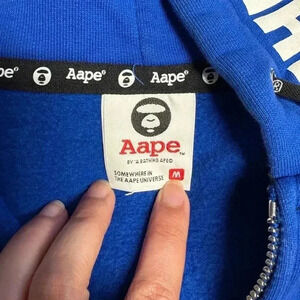 Aape
Aape
Aape
BY *A BATHING APE®
SOMEWHERE IN
THE AAPE UNIVERSE
M